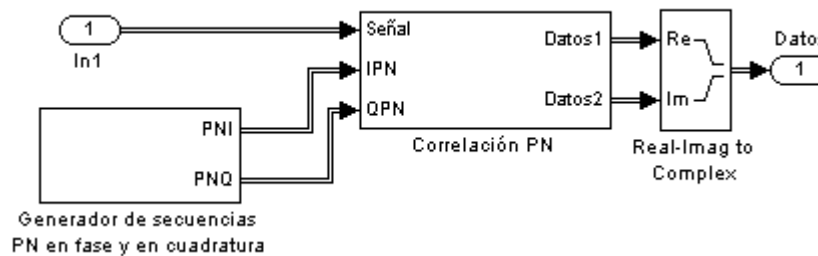 1
In1
Señal
IPN
QPN
Datos1
Datos2
Correlación PN
PNI
PNQ
Generador de secuencias
PN en fase y en cuadratura
Re
Im
Real-Imag to
Complex
Datos
1